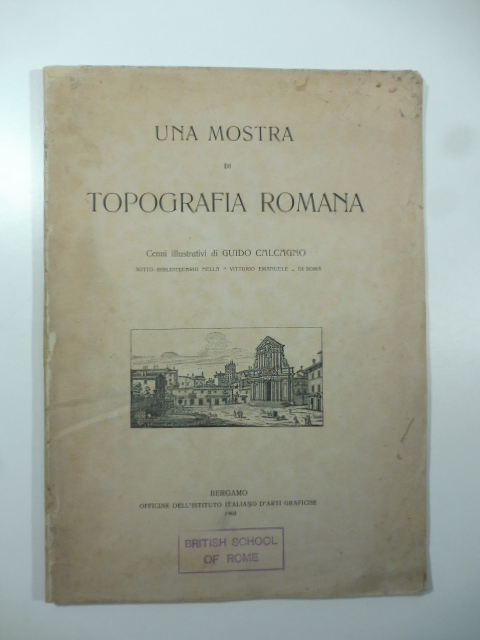 UNA MOSTRA
DI
TOPOGRAFIA ROMANA
Cenni illustrativi di GUIDO CALCAGNO
SOTTO-BIBLIOTECARIO NELLA "VITTORIO EMANUELE" DI ROMA
BERGAMO
OFFICINE DELL'ISTITUTO ITALIANO D'ARTI GRAFICHE
BRITISH SCHOOL
OF ROME